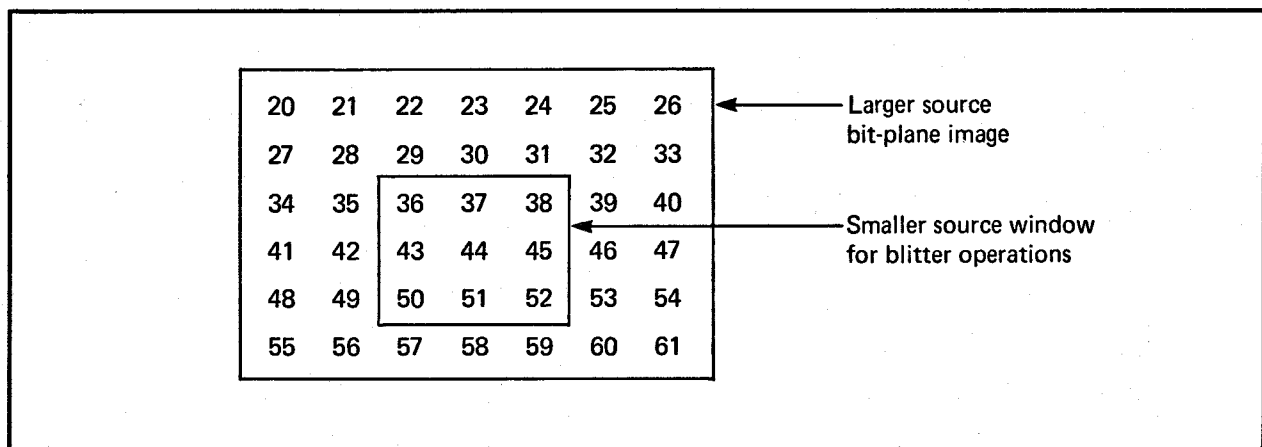 20 21 22 23 24 25 26
27 28 29 30 31 32 33
34 35 36 37 38 39 40
41 42 43 44 45 46 47
48 49 50 51 52 53 54
55 56 57 58 59 60 61
Larger source
bit-plane image
Smaller source window
for blitter operations